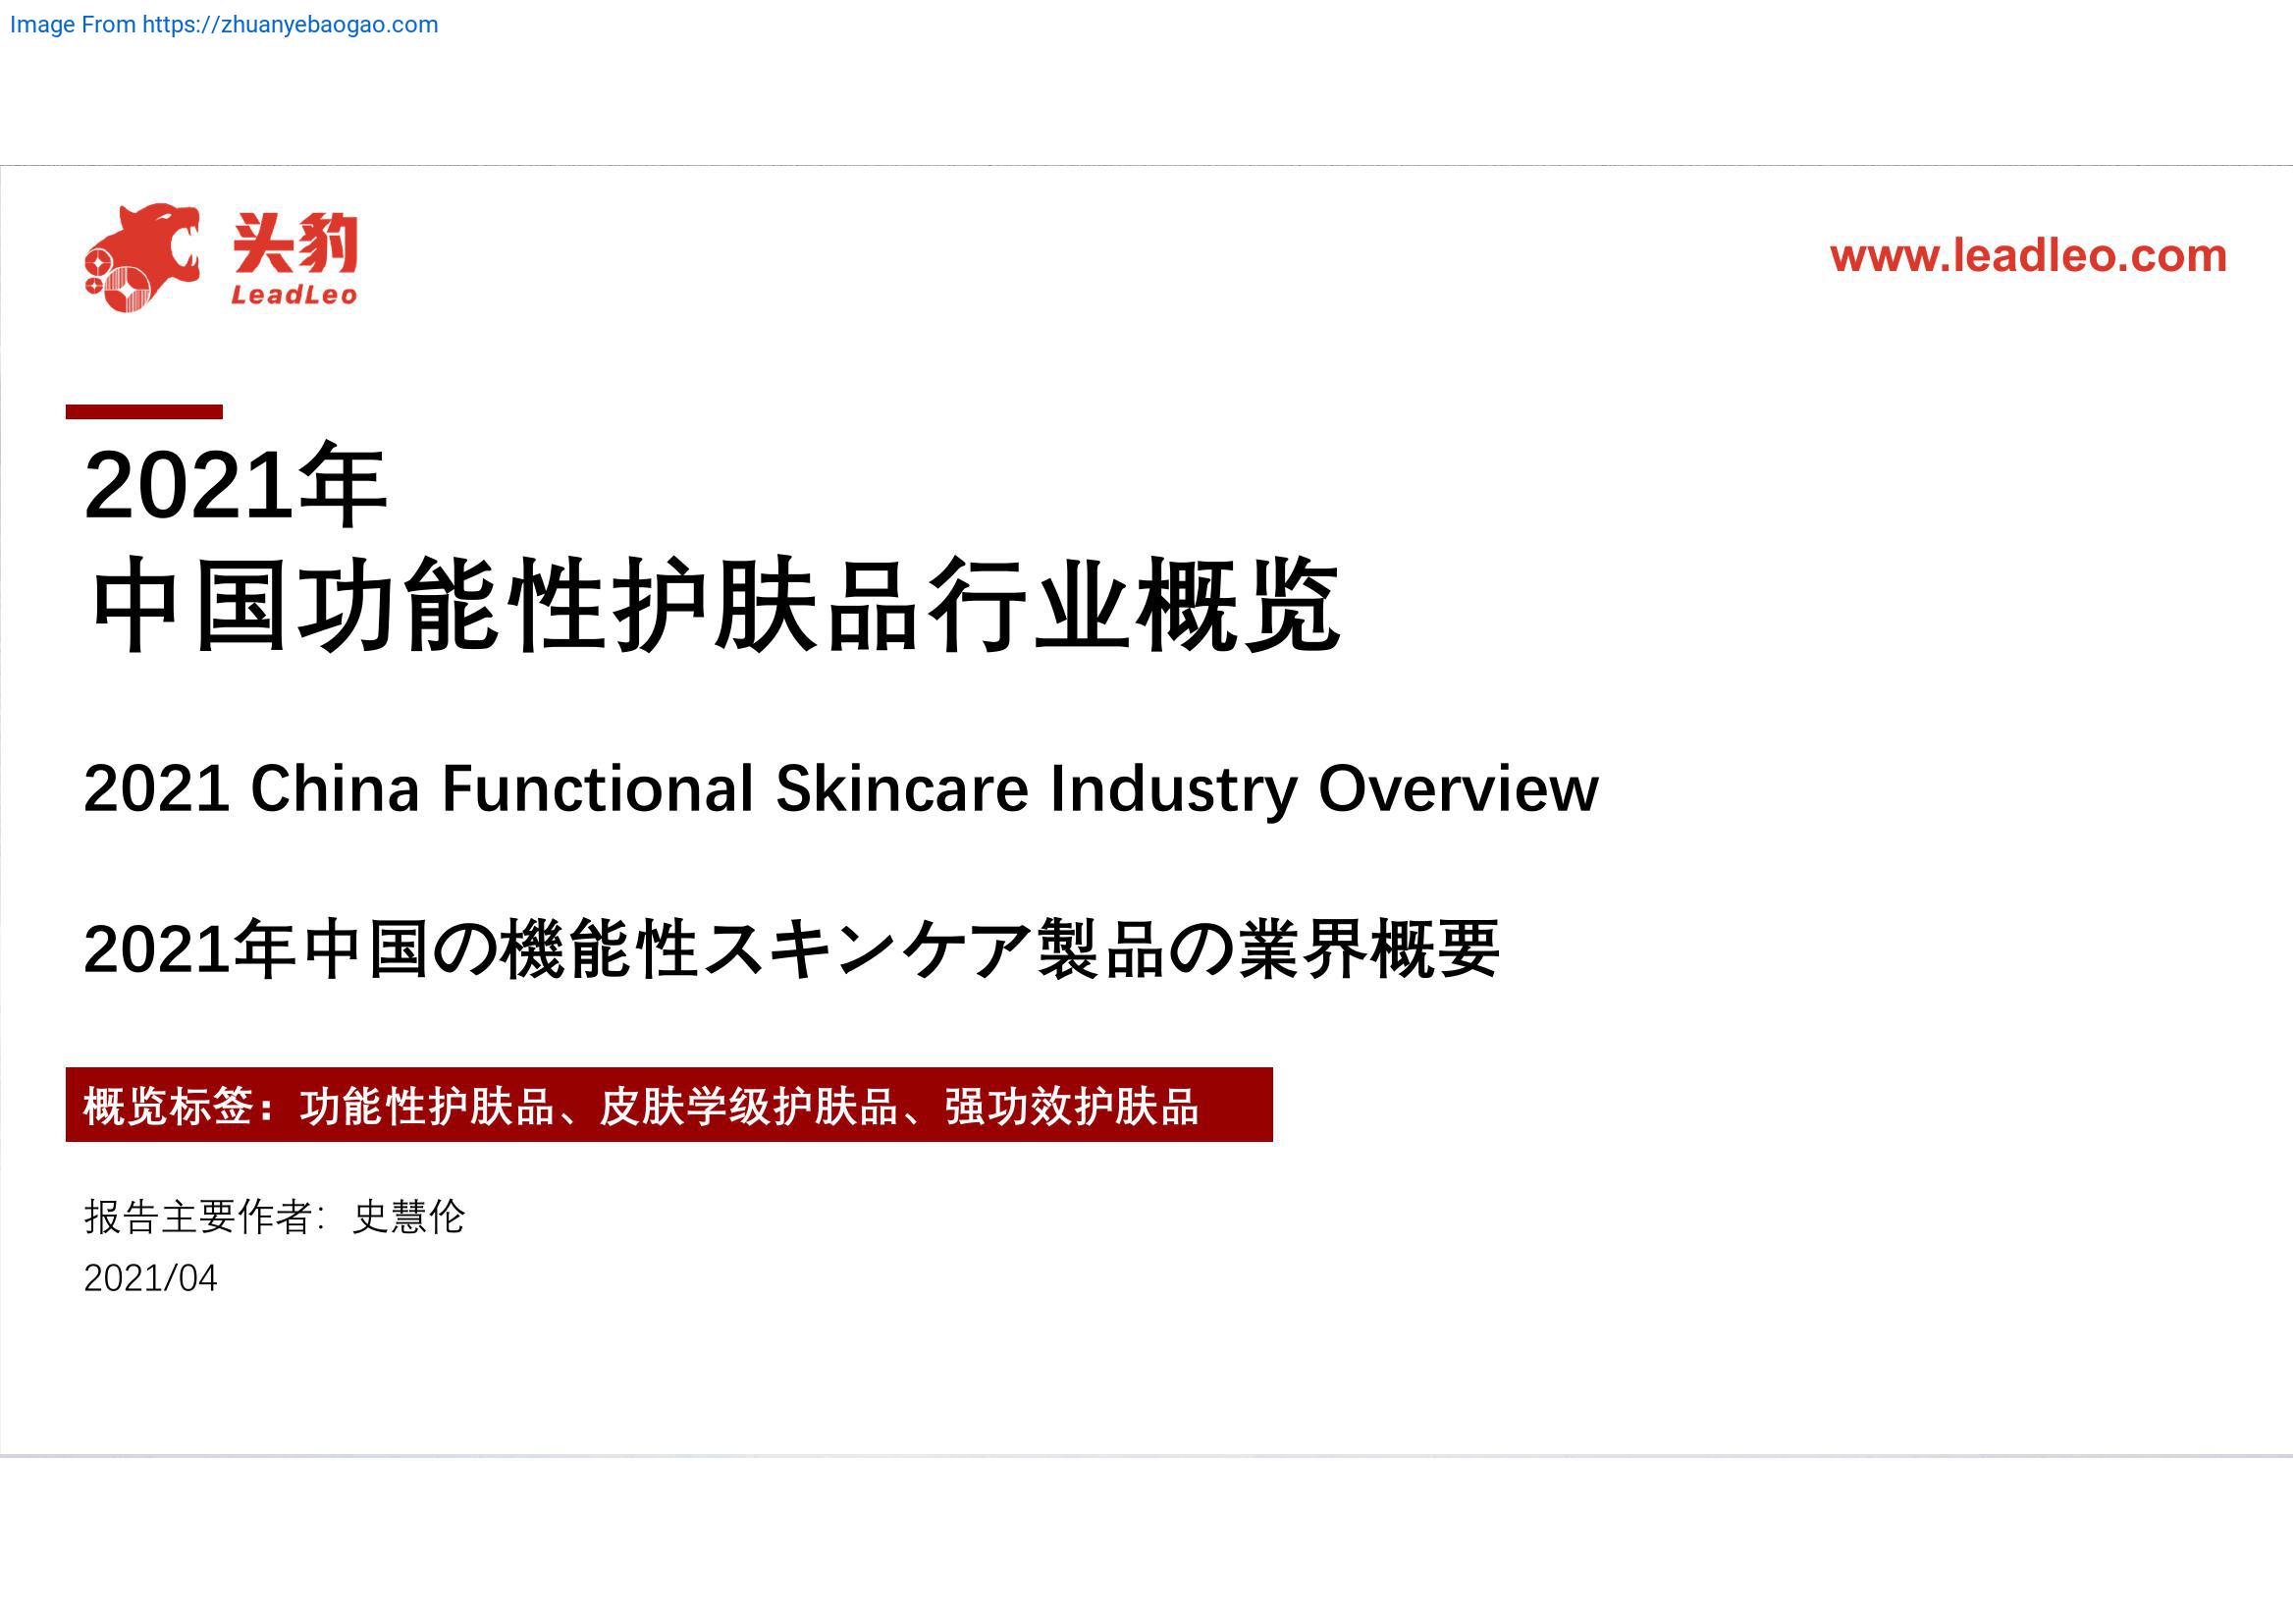 Image From https://zhuanyebaogao.com
头豹
LeadLeo
www.leadleo.com
2021年
中国功能性护肤品行业概览
2021 China Functional Skincare Industry Overview
2021年中国の機能性スキンケア製品の業界概要
概览标签：功能性护肤品、皮肤学级护肤品、强功效护肤品
报告主要作者：史慧伦
2021/04